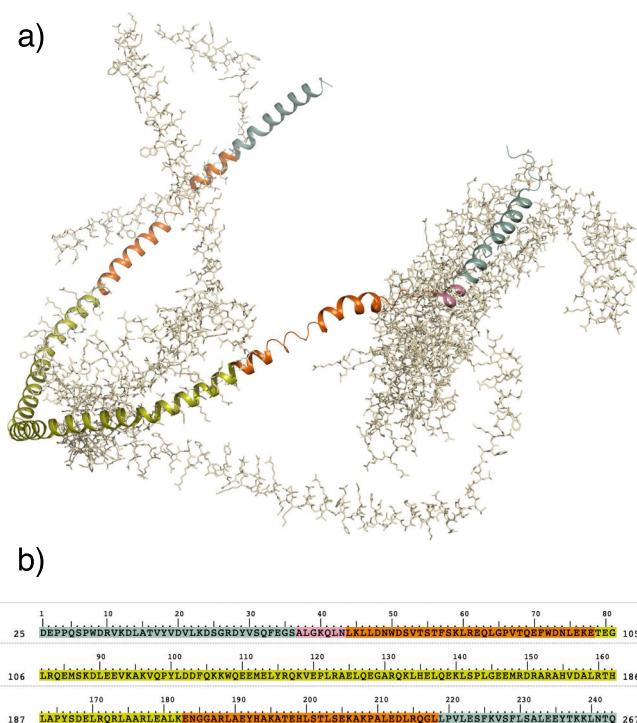 a)
b)
1 10 20 30 40 50 60 70 80
25 DEPPQSPWDRVKDLATVYVDVLKDSGRDYVSQFEGSALGKQLNLKLLDNWDSVTSTFSKLREQLGPVTQEFWDNLEKETEG 105
90 100 110 120 130 140 150 160
106 LRQEMSKDLEEVKAKVQPYLDDFQKKWQEEMELYRQKVEPLRAELQEGARQKLHELQEKLSPLGEEMRDRARAHVDALRTH 186
170 180 190 200 210 220 230 240
187 LAPYSDELRQRLAARLEALKENGGARLAEYHAKATEHLSTLSEKAKPALEDLRQGLLPVLESFKVSFLSALEEYTKKLNTQ